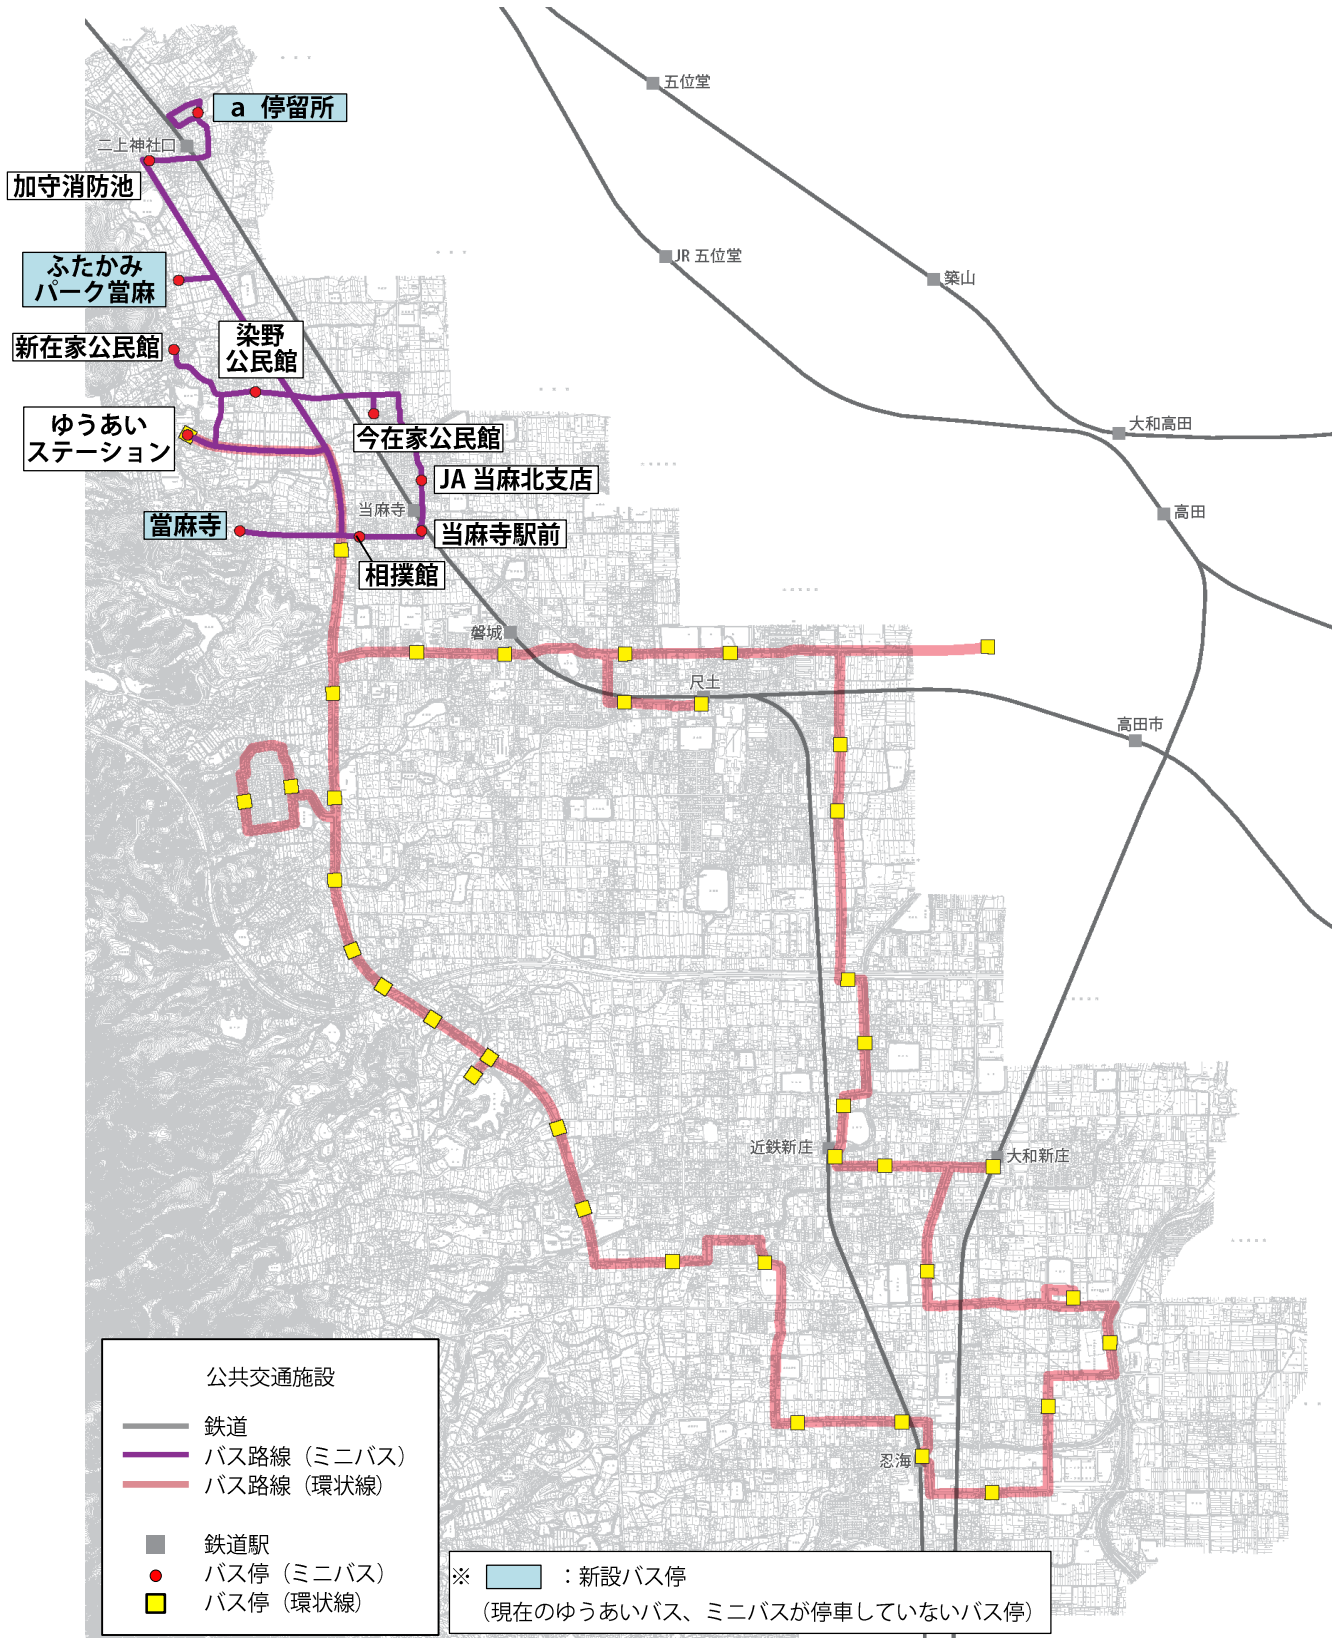 五位堂
a 停留所
二上神社口
加守消防池
JR 五位堂
ふたかみ
パーク當麻
築山
染野
公民館
新在家公民館
ゆうあい
ステーション
今在家公民館
大和高田
JA 当麻北支店
当麻寺
高田
當麻寺
当麻寺駅前
相撲館
磐城
尺土
高田市
近鉄新庄
大和新庄
忍海
公共交通施設
鉄道
バス路線（ミニバス）
バス路線（環状線）
鉄道駅
バス停（ミニバス）
バス停（環状線）
※ ：新設バス停
（現在のゆうあいバス、ミニバスが停車していないバス停）